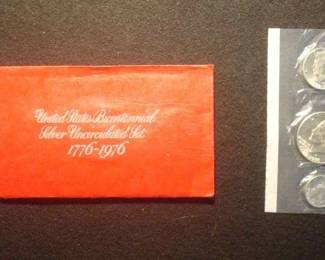 United States Bicentennial
Silver Uncirculated Set
1776-1976